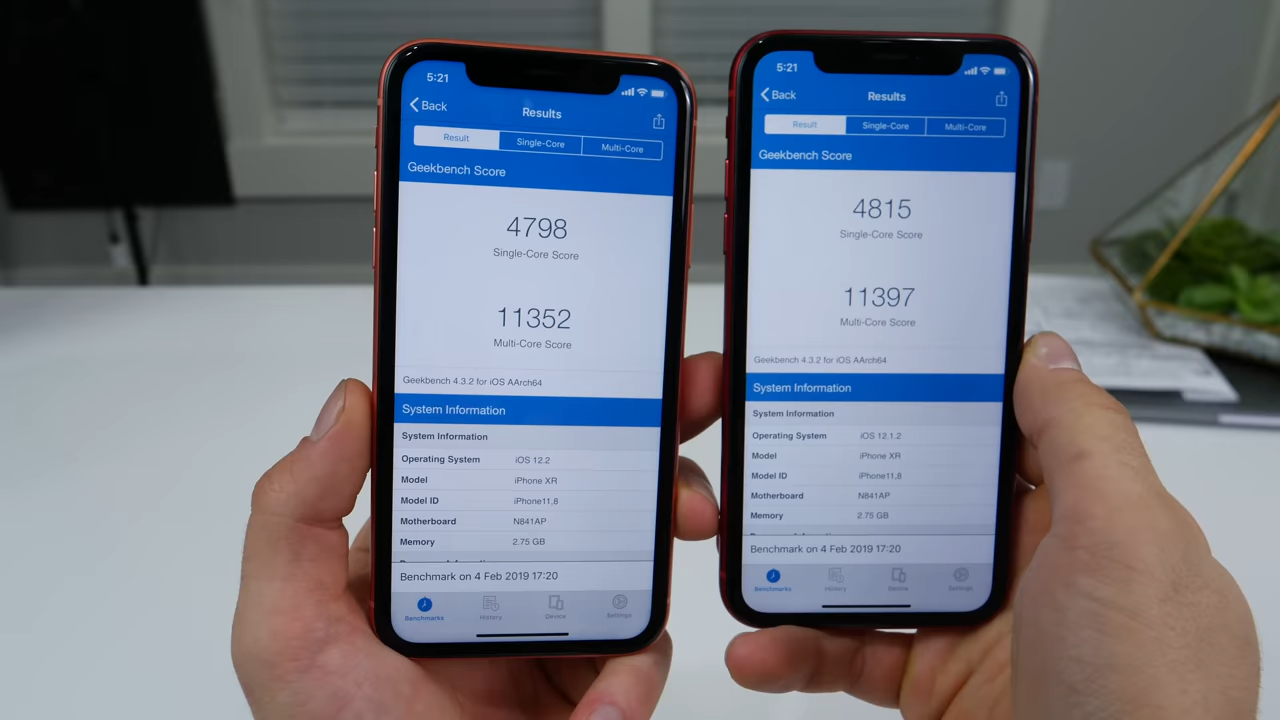 5:21
Back
Results
Result Single-Core Multi-Core
Geekbench Score
4798
Single-Core Score
11352
Multi-Core Score
Geekbench 4.3.2 for iOS AArch64
System Information
System Information
Operating System iOS 12.2
Model iPhone XR
Model ID iPhone11,8
Motherboard N841AP
Memory 2.75 GB
Benchmark on 4 Feb 2019 17:20
Benchmarks History Device Settings
5:21
Back
Results
Result Single-Core Multi-Core
Geekbench Score
4815
Single-Core Score
11397
Multi-Core Score
Geekbench 4.3.2 for iOS AArch64
System Information
System Information
Operating System iOS 12.1.2
Model iPhone XR
Model ID iPhone11,8
Motherboard N841AP
Memory 2.75 GB
Benchmark on 4 Feb 2019 17:20
Benchmarks History Device Settings